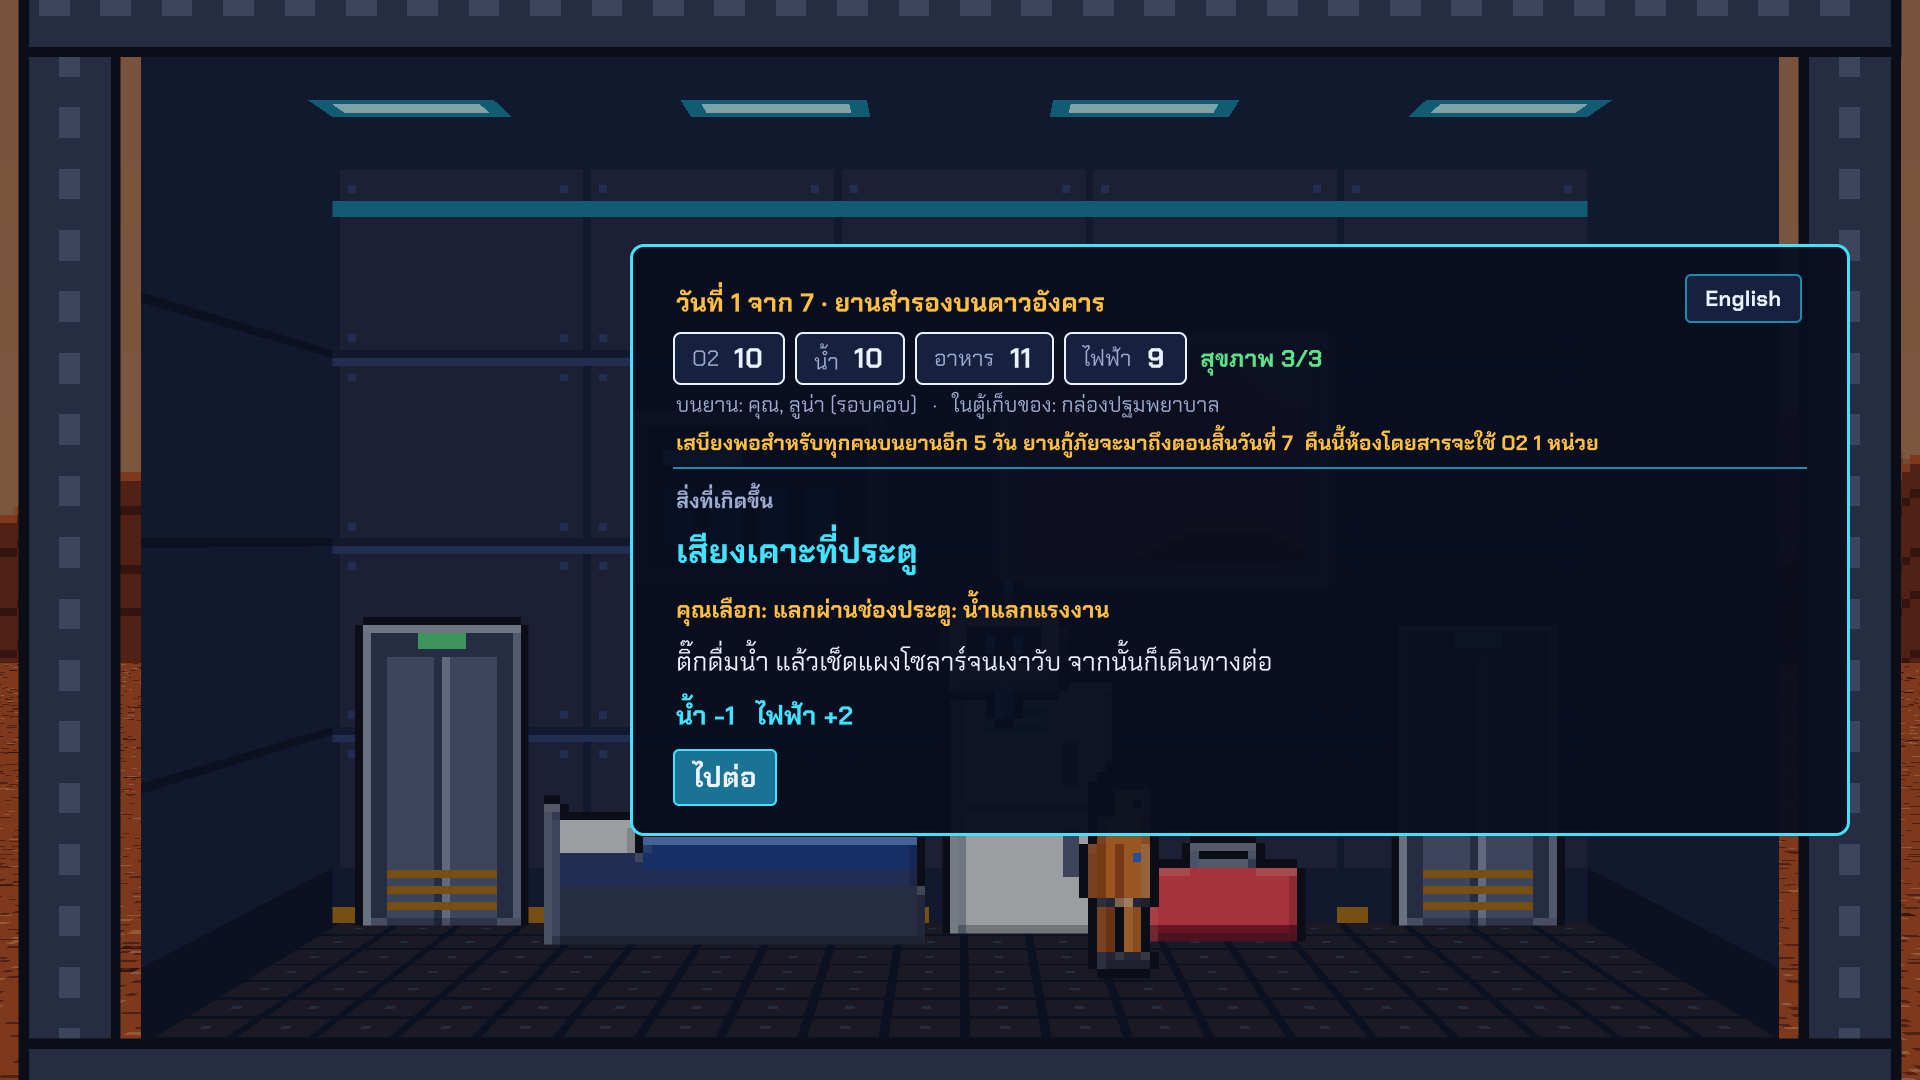 วันที่ 1 จาก 7 · ยานสำรองบนดาวอังคาร
English
O2 10 น้ำ 10 อาหาร 11 ไฟฟ้า 9 สุขภาพ 3/3
บนยาน: คุณ, ลูน่า (รอบคอบ) · ในตู้เก็บของ: กล่องปฐมพยาบาล
เสบียงพอสำหรับทุกคนบนยานอีก 5 วัน ยานกู้ภัยจะมาถึงตอนสิ้นวันที่ 7 คืนนี้ห้องโดยสารจะใช้ O2 1 หน่วย
สิ่งที่เกิดขึ้น
เสียงเคาะที่ประตู
คุณเลือก: แลกผ่านช่องประตู: น้ำแลกแรงงาน
ติ๊กดื่มน้ำ แล้วเช็ดแผงโซลาร์จนเงาวับ จากนั้นก็เดินทางต่อ
น้ำ -1 ไฟฟ้า +2
ไปต่อ